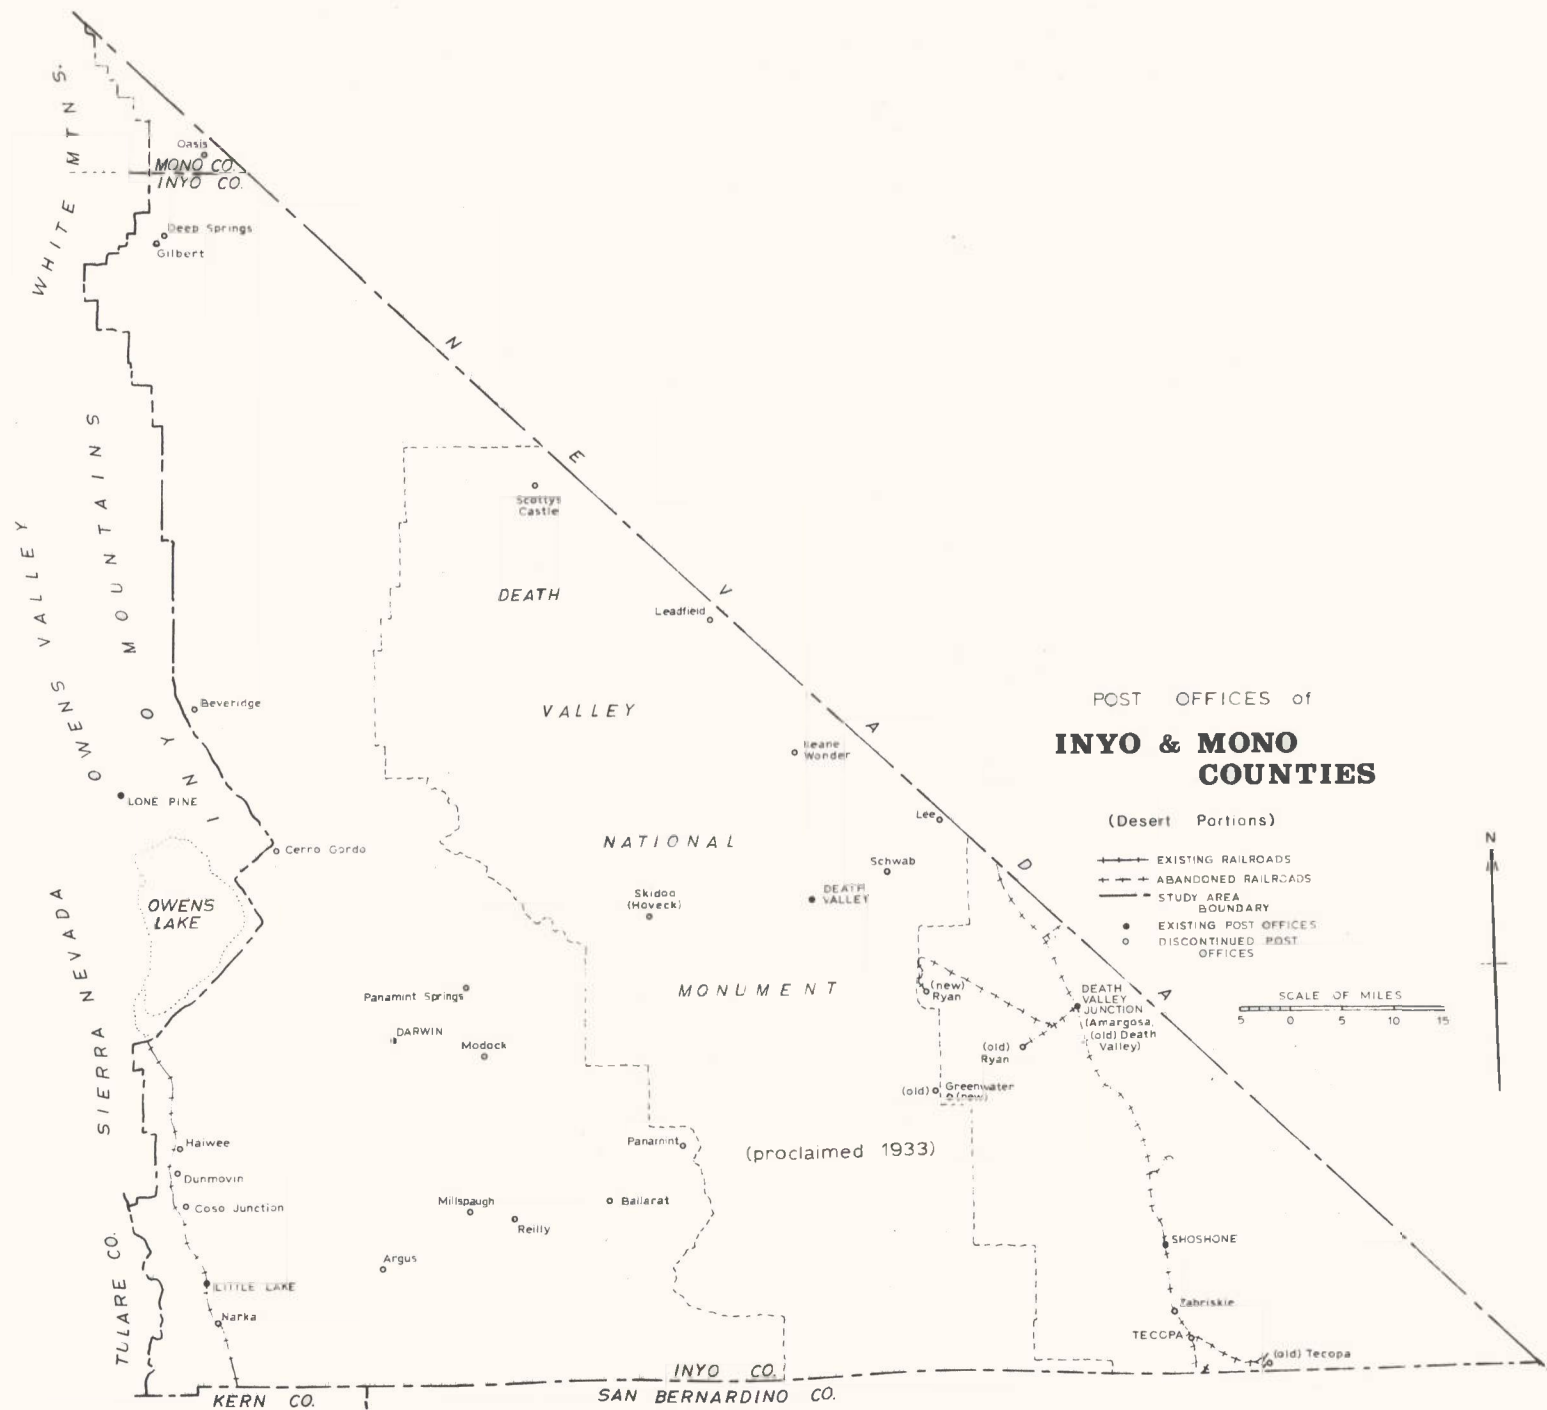 WHITE MTNS.
Oasis
MONO CO.
INYO CO.
Deep Springs
Gilbert
NEVADA
INYO MOUNTAINS
OWENS VALLEY
Scottys
Castle
DEATH
VALLEY
NATIONAL
MONUMENT
(proclaimed 1933)
Leadfield
Beveridge
Keane
Wonder
LONE PINE
Cerro Gordo
Lee
Schwab
DEATH
VALLEY
Skidoo
(Hoveck)
OWENS
LAKE
SIERRA NEVADA
Panamint Springs
DARWIN
Modock
(new)
Ryan
(old)
Ryan
DEATH
VALLEY
JUNCTION
(Amargosa,
(old) Death
Valley)
(old)
Greenwater
(new)
Haiwee
Dunmovin
Coso Junction
Panamint
Millspaugh
Reilly
Ballarat
Argus
LITTLE LAKE
Narka
TULARE CO.
SHOSHONE
Zabriskie
TECOPA
(old) Tecopa
INYO CO.
KERN CO.
SAN BERNARDINO CO.
POST OFFICES of
INYO & MONO
COUNTIES
(Desert Portions)
EXISTING RAILROADS
ABANDONED RAILROADS
STUDY AREA
BOUNDARY
EXISTING POST OFFICES
DISCONTINUED POST
OFFICES
N
SCALE OF MILES
5 0 5 10 15